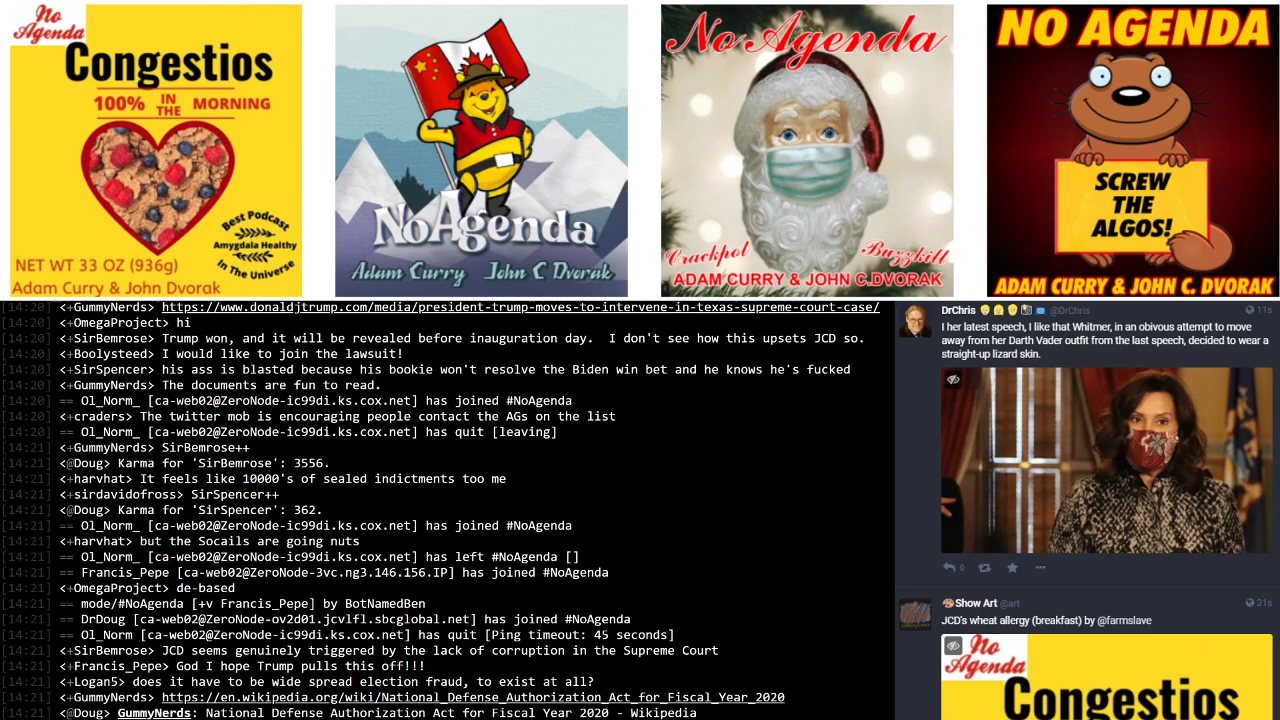 No
Agenda
Congestios
100% IN THE MORNING
Best Podcast
Amygdala Healthy
In The Universe
NET WT 33 OZ (936g)
Adam Curry & John Dvorak
NoAgenda
Adam Curry John C Dvorak
No Agenda
Crackpot Buzzkill
ADAM CURRY & JOHN C.DVORAK
NO AGENDA
SCREW
THE
ALGOS!
ADAM CURRY & JOHN C. DVORAK
[14:20] <+GummyNerds> https://www.donaldjtrump.com/media/president-trump-moves-to-intervene-in-texas-supreme-court-case/
[14:20] <+OmegaProject> hi
[14:20] <+SirBemrose> Trump won, and it will be revealed before inauguration day.  I don't see how this upsets JCD so.
[14:20] <+Boolysteed> I would like to join the lawsuit!
[14:20] <+SirSpencer> his ass is blasted because his bookie won't resolve the Biden win bet and he knows he's fucked
[14:20] <+GummyNerds> The documents are fun to read.
[14:20] == Ol_Norm_ [ca-web02@ZeroNode-ic99di.ks.cox.net] has joined #NoAgenda
[14:20] <+craders> The twitter mob is encouraging people contact the AGs on the list
[14:20] == Ol_Norm_ [ca-web02@ZeroNode-ic99di.ks.cox.net] has quit [leaving]
[14:21] <+GummyNerds> SirBemrose++
[14:21] <@Doug> Karma for 'SirBemrose': 3556.
[14:21] <+harvhat> It feels like 10000's of sealed indictments too me
[14:21] <+sirdavidofross> SirSpencer++
[14:21] <@Doug> Karma for 'SirSpencer': 362.
[14:21] == Ol_Norm_ [ca-web02@ZeroNode-ic99di.ks.cox.net] has joined #NoAgenda
[14:21] <+harvhat> but the Socails are going nuts
[14:21] == Ol_Norm_ [ca-web02@ZeroNode-ic99di.ks.cox.net] has left #NoAgenda []
[14:21] == Francis_Pepe [ca-web02@ZeroNode-3vc.ng3.146.156.IP] has joined #NoAgenda
[14:21] <+OmegaProject> de-based
[14:21] == mode/#NoAgenda [+v Francis_Pepe] by BotNamedBen
[14:21] == DrDoug [ca-web02@ZeroNode-ov2d01.jcvlfl.sbcglobal.net] has joined #NoAgenda
[14:21] == Ol_Norm [ca-web02@ZeroNode-ic99di.ks.cox.net] has quit [Ping timeout: 45 seconds]
[14:21] <+SirBemrose> JCD seems genuinely triggered by the lack of corruption in the Supreme Court
[14:21] <+Francis_Pepe> God I hope Trump pulls this off!!!
[14:21] <+Logan5> does it have to be wide spread election fraud, to exist at all?
[14:21] <+GummyNerds> https://en.wikipedia.org/wiki/National_Defense_Authorization_Act_for_Fiscal_Year_2020
[14:21] <@Doug> GummyNerds: National Defense Authorization Act for Fiscal Year 2020 - Wikipedia
DrChris @DrChris 11s
I her latest speech, I like that Whitmer, in an obivous attempt to move
away from her Darth Vader outfit from the last speech, decided to wear a
straight-up lizard skin.
0
Show Art @art 31s
JCD's wheat allergy (breakfast) by @farmslave
No
Agenda
Congestios